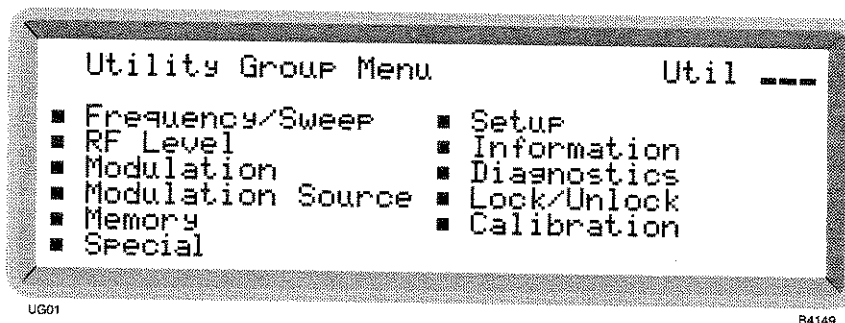 Utility Group Menu
Util ___
Frequency/Sweep
RF Level
Modulation
Modulation Source
Memory
Special
Setup
Information
Diagnostics
Lock/Unlock
Calibration
UG01
B4149